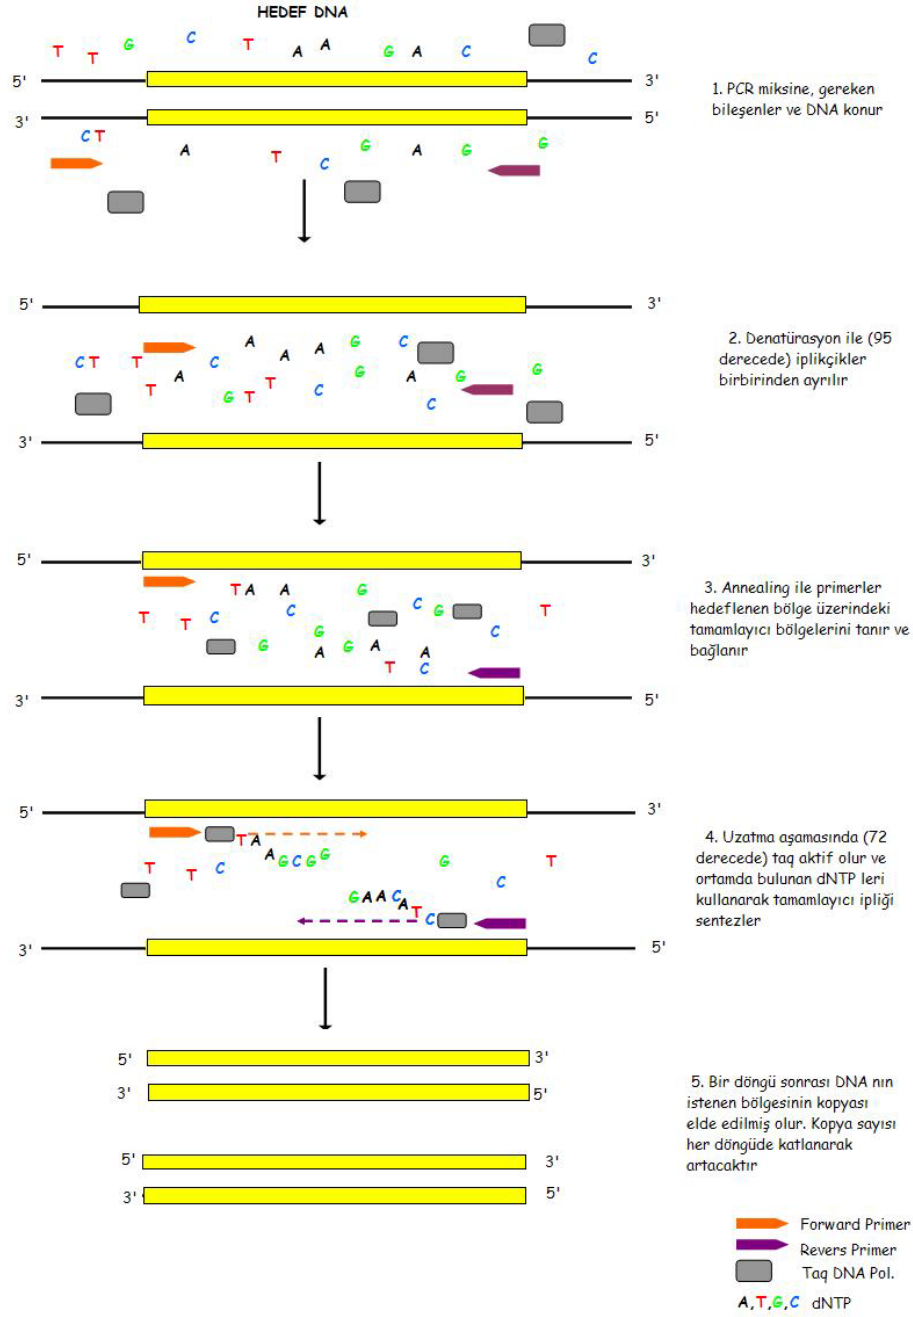 HEDEF DNA
T T G C T A A G A C C
5' 3'
3' 5'
C T A T C G A G G
1. PCR miksine, gereken
bileşenler ve DNA konur
5' 3'
C T T T A C G T T A A A C G G C A C G G
3' 5'
2. Denatürasyon ile (95
derecede) iplikçikler
birbirinden ayrılır
5' 3'
T T C T A A C G G A G G A T A C C G C T
3' 5'
3. Annealing ile primerler
hedeflenen bölge üzerindeki
tamamlayıcı bölgelerini tanır ve
bağlanır
5' 3'
T A A G C G G
T T C G C T
G A A C A T C
3' 5'
4. Uzatma aşamasında (72
derecede) taq aktif olur ve
ortamda bulunan dNTP leri
kullanarak tamamlayıcı ipliği
sentezler
5' 3'
3' 5'
5' 3'
3' 5'
5. Bir döngü sonrası DNA nın
istenen bölgesinin kopyası
elde edilmiş olur. Kopya sayısı
her döngüde katlanarak
artacaktır
Forward Primer
Revers Primer
Taq DNA Pol.
A,T,G,C dNTP